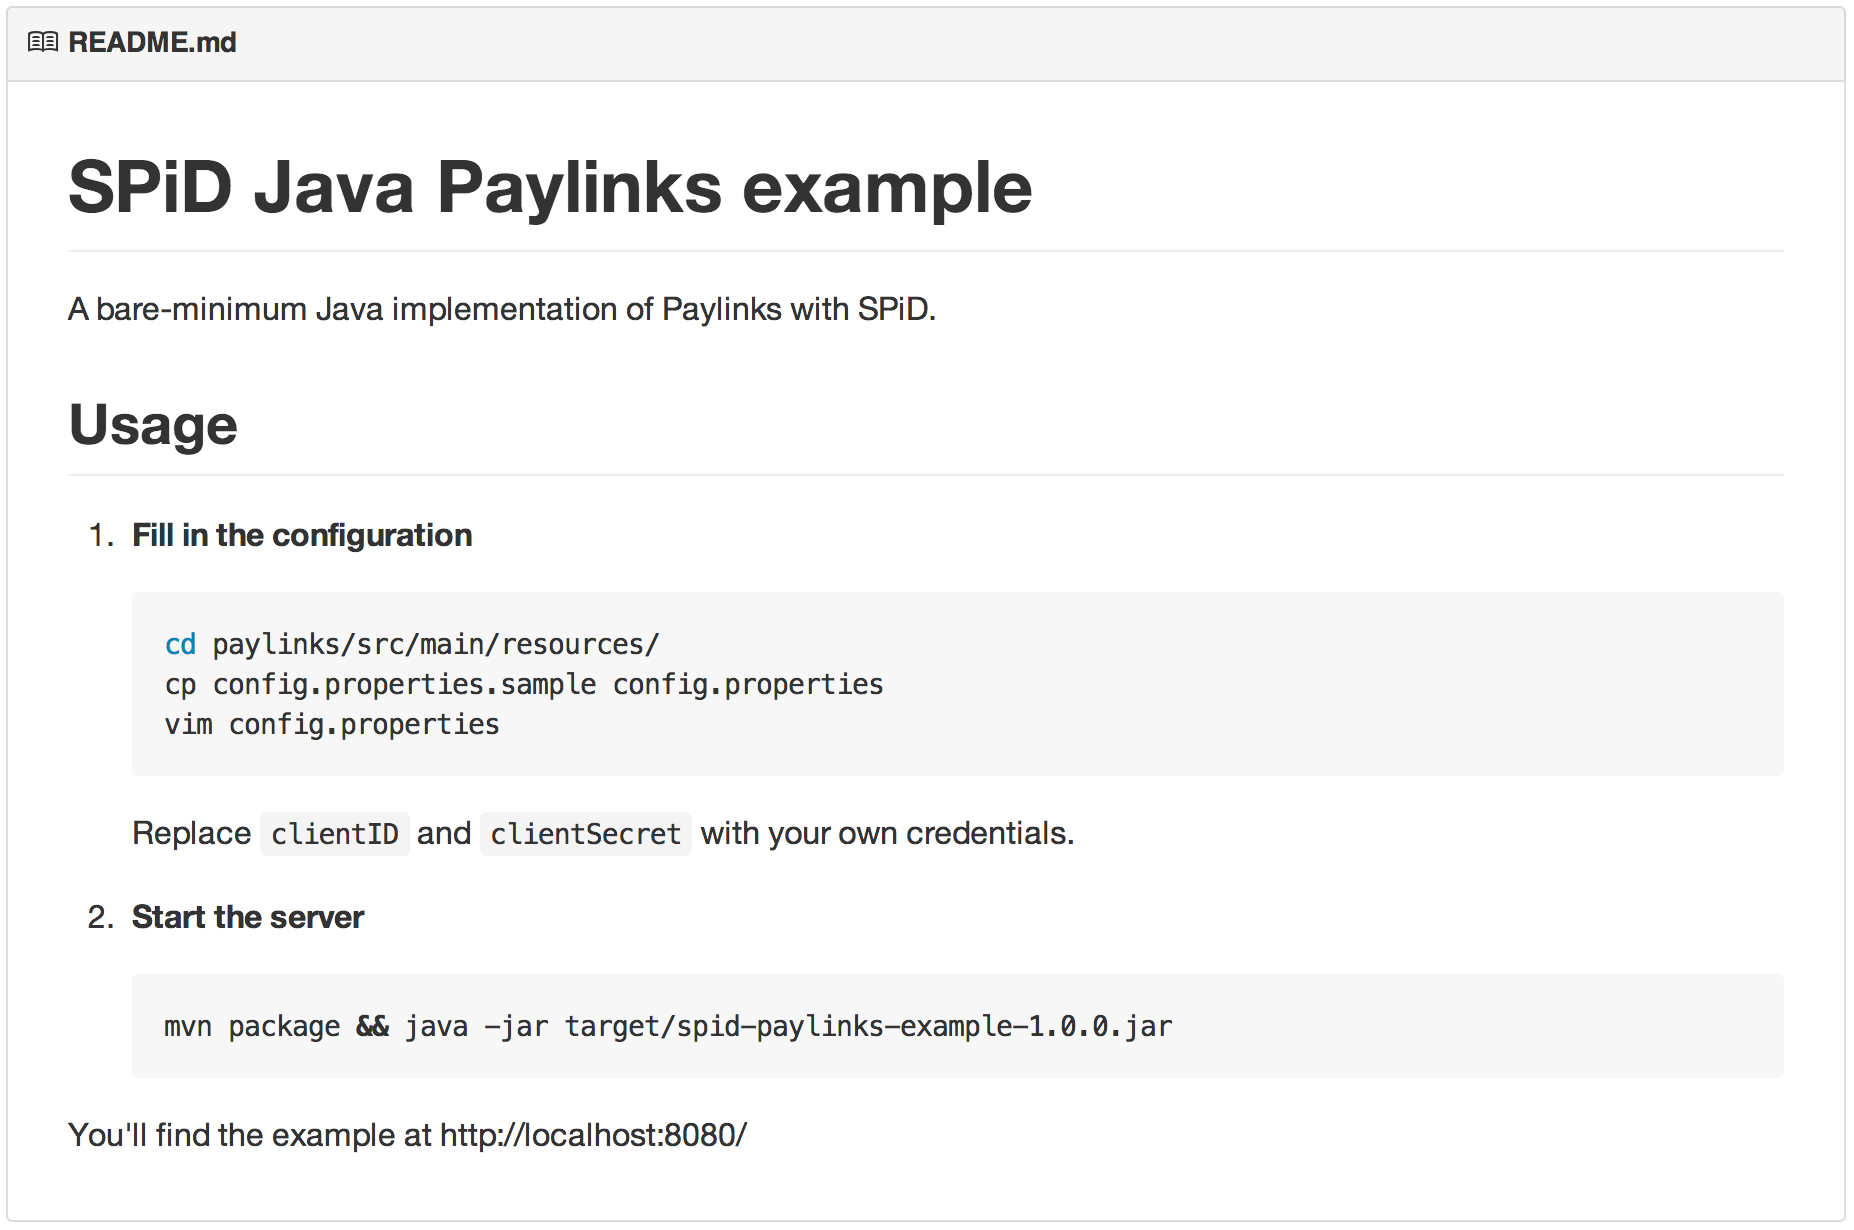 README.md
SPiD Java Paylinks example
A bare-minimum Java implementation of Paylinks with SPiD.
Usage
1. Fill in the configuration
cd paylinks/src/main/resources/
cp config.properties.sample config.properties
vim config.properties
Replace clientID and clientSecret with your own credentials.
2. Start the server
mvn package && java -jar target/spid-paylinks-example-1.0.0.jar
You'll find the example at http://localhost:8080/